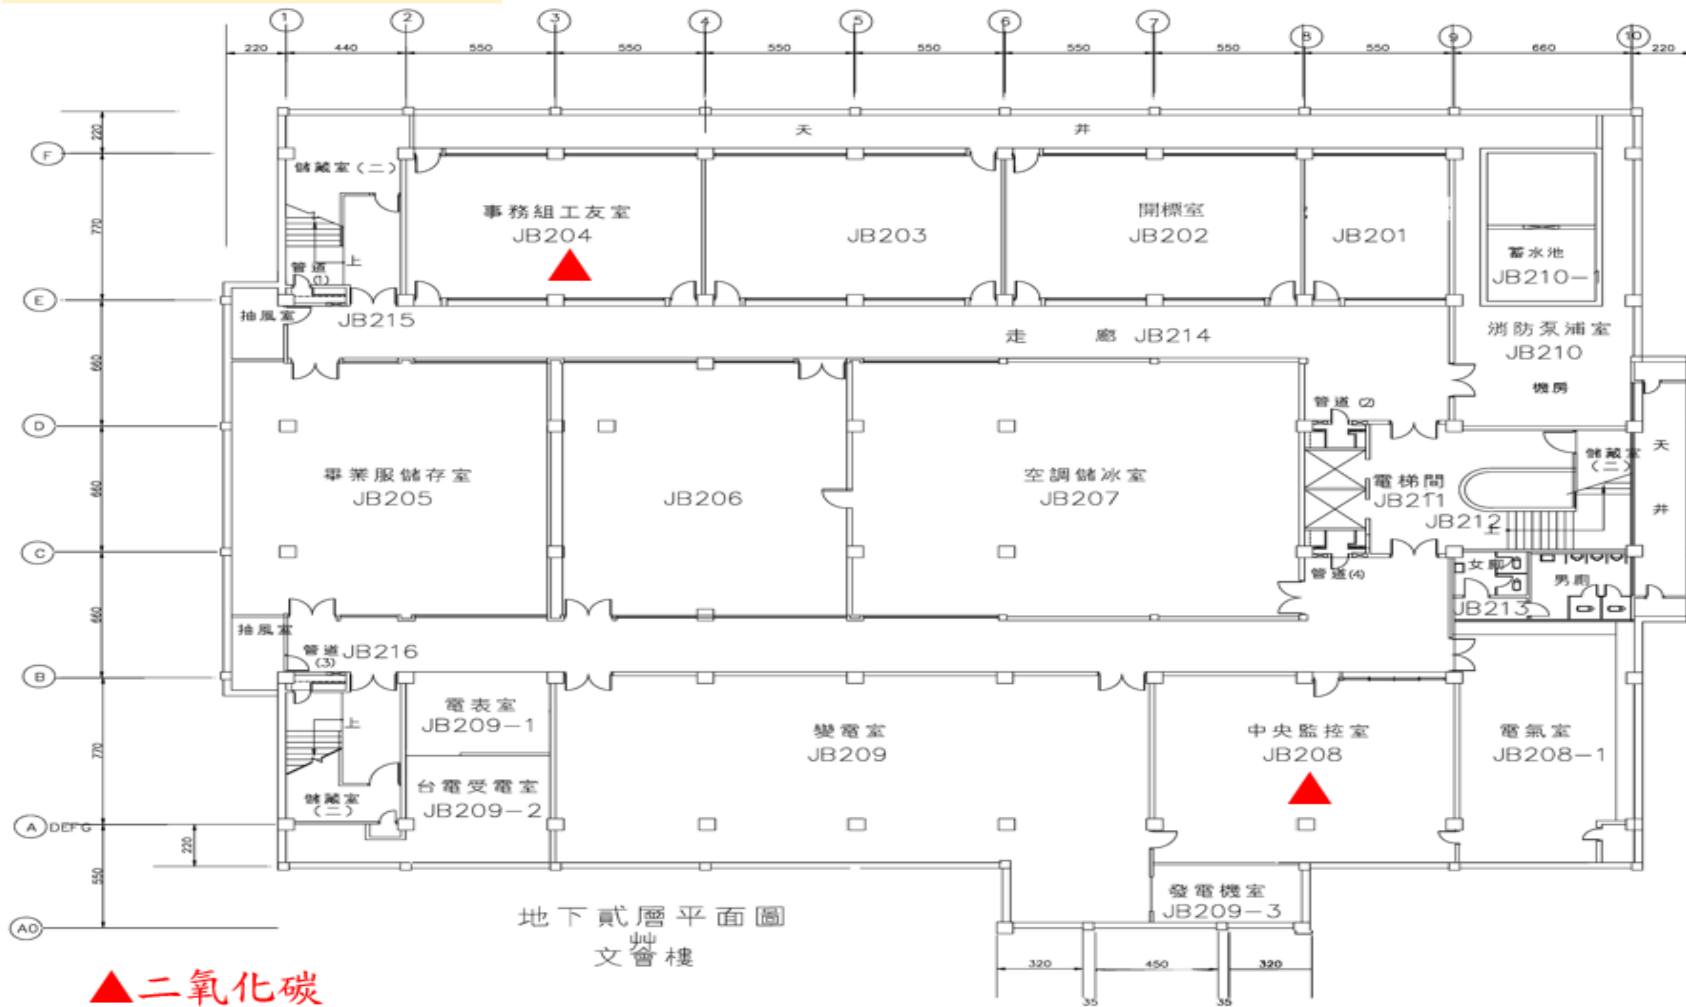 1 2 3 4 5 6 7 8 9 10
220 440 550 550 550 550 550 550 660 220
220
天 井
F
儲藏室(二)
770
事務組工友室
JB204
JB203
開標室
JB202
JB201
蓄水池
JB210-1
上
管道
(1)
E
抽風室
JB215
走 廊 JB214
消防泵浦室
JB210
機房
660
管道 (2)
D
畢業服儲存室
JB205
JB206
空調儲冰室
JB207
電梯間
JB211
JB212
上
儲藏室
(二)
天
井
660
C
管道(4)
女廁
男廁
JB213
660
抽風室
管道
(3)
JB216
B
電表室
JB209-1
變電室
JB209
中央監控室
JB208
電氣室
JB208-1
上
770
儲藏室
(二)
台電受電室
JB209-2
A DEFG
220
550
發電機室
JB209-3
A0
地下貳層平面圖
文薈樓
320 450 320
35 35
▲二氧化碳